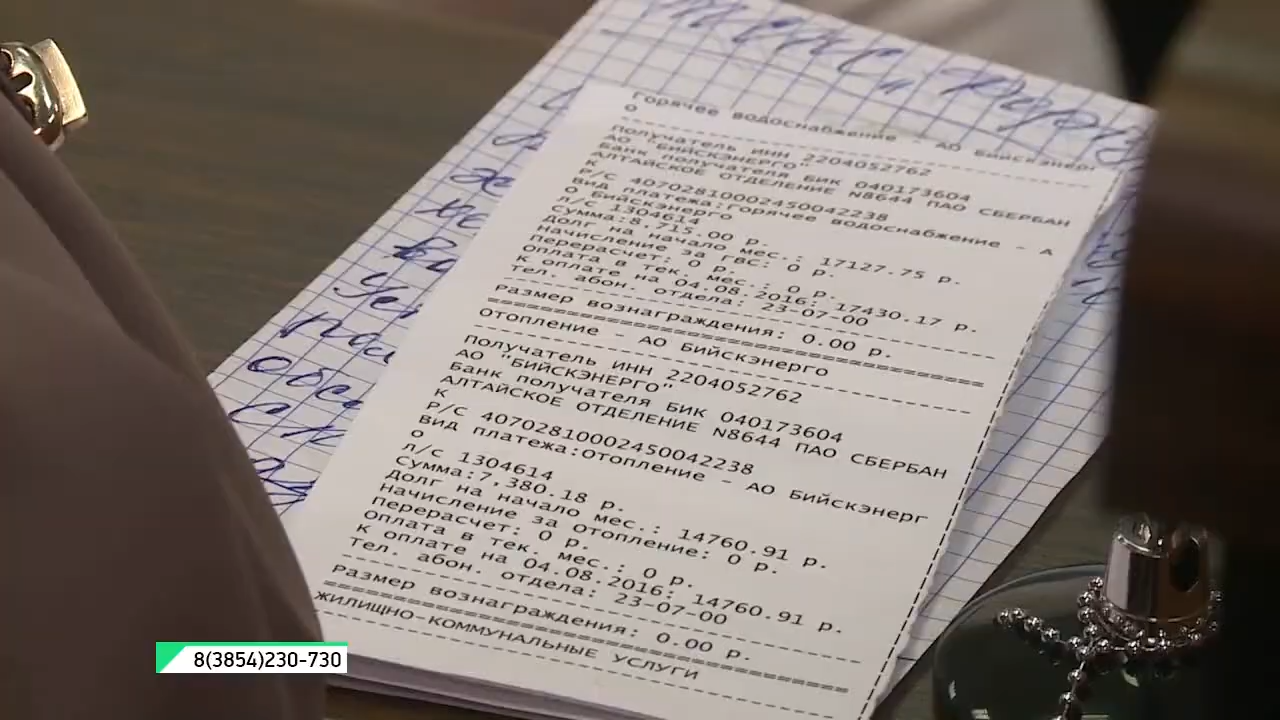 Горячее водоснабжение - АО Бийскэнерг
о
Получатель ИНН 2204052762
АО "БИЙСКЭНЕРГО"
Банк получателя БИК 040173604
АЛТАЙСКОЕ ОТДЕЛЕНИЕ N8644 ПАО СБЕРБАН
К
Р/С 40702810002450042238
Вид платежа:Горячее водоснабжение - А
О Бийскэнерго
л/с 1304614
Сумма:8,715.00 р.
долг на начало мес.: 17127.75 р.
начисление за гвс: 0 р.
Перерасчет: 0 р.
оплата в тек. мес.: 0 р.
к оплате на 04.08.2016: 17430.17 р.
тел. абон. отдела: 23-07-00
Размер вознаграждения: 0.00 р.
Отопление - АО Бийскэнерго
Получатель ИНН 2204052762
АО "БИЙСКЭНЕРГО"
Банк получателя БИК 040173604
АЛТАЙСКОЕ ОТДЕЛЕНИЕ N8644 ПАО СБЕРБАН
К
Р/С 40702810002450042238
Вид платежа:Отопление - АО Бийскэнерг
о
л/с 1304614
Сумма:7,380.18 р.
долг на начало мес.: 14760.91 р.
Начисление за отопление: 0 р.
Перерасчет: 0 р.
оплата в тек. мес.: 0 р.
к оплате на 04.08.2016: 14760.91 р.
Тел. абон. отдела: 23-07-00
Размер вознаграждения: 0.00 р.
ЖИЛИЩНО-КОММУНАЛЬНЫЕ УСЛУГИ
8(3854)230-730